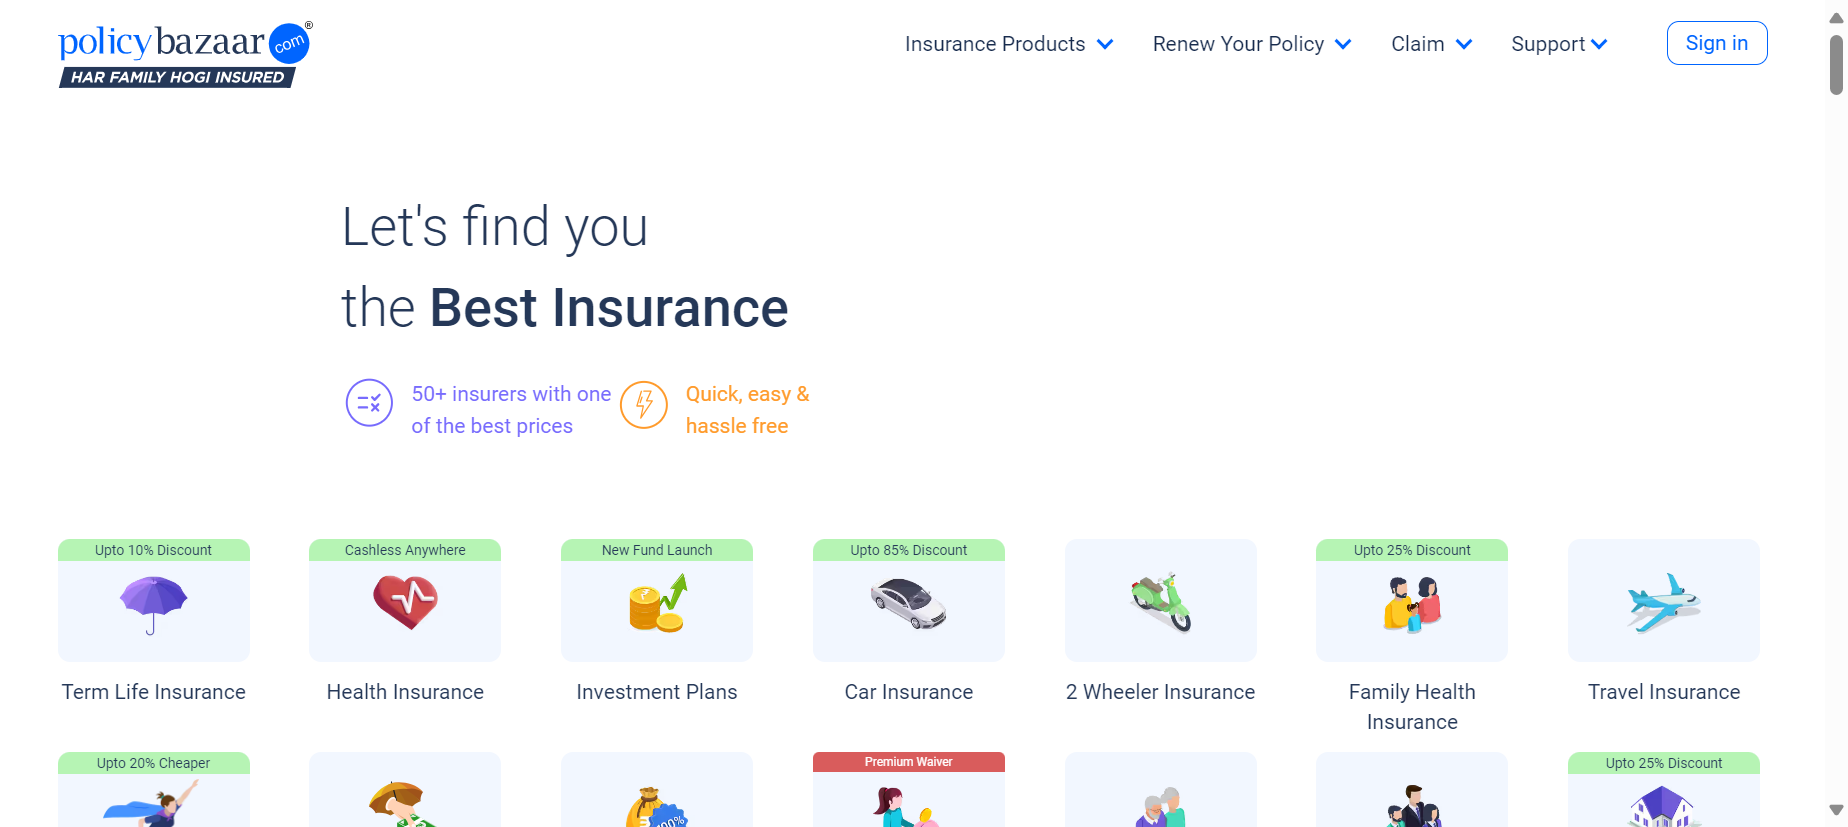 policybazaar com ®
HAR FAMILY HOGI INSURED
Insurance Products
Renew Your Policy
Claim
Support
Sign in
Let's find you
the Best Insurance
50+ insurers with one
of the best prices
Quick, easy &
hassle free
Upto 10% Discount
Cashless Anywhere
New Fund Launch
Upto 85% Discount
Upto 25% Discount
Term Life Insurance
Health Insurance
Investment Plans
Car Insurance
2 Wheeler Insurance
Family Health
Insurance
Travel Insurance
Upto 20% Cheaper
Premium Waiver
Upto 25% Discount
100%